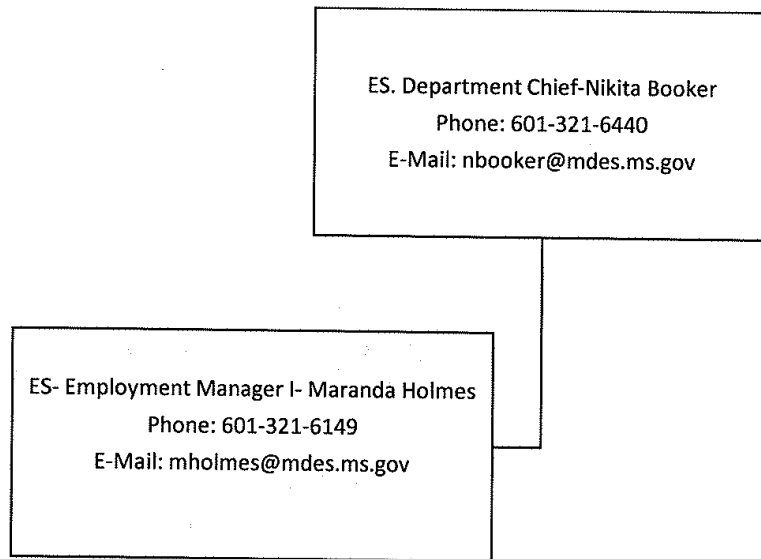 ES. Department Chief-Nikita Booker
Phone: 601-321-6440
E-Mail: nbooker@mdes.ms.gov
ES- Employment Manager I- Maranda Holmes
Phone: 601-321-6149
E-Mail: mholmes@mdes.ms.gov